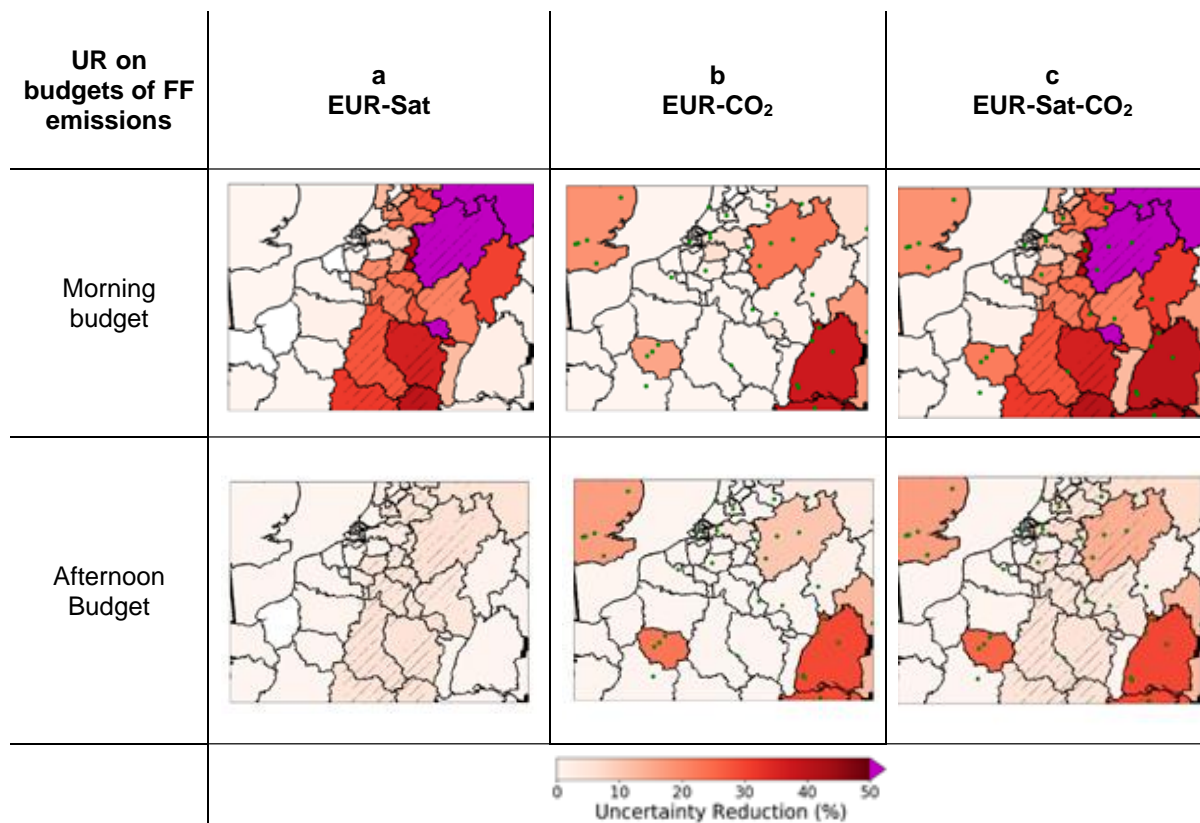 UR on
budgets of FF
emissions
a
EUR-Sat
b
EUR-CO₂
c
EUR-Sat-CO₂
Morning
budget
Afternoon
Budget
0 10 20 30 40 50
Uncertainty Reduction (%)